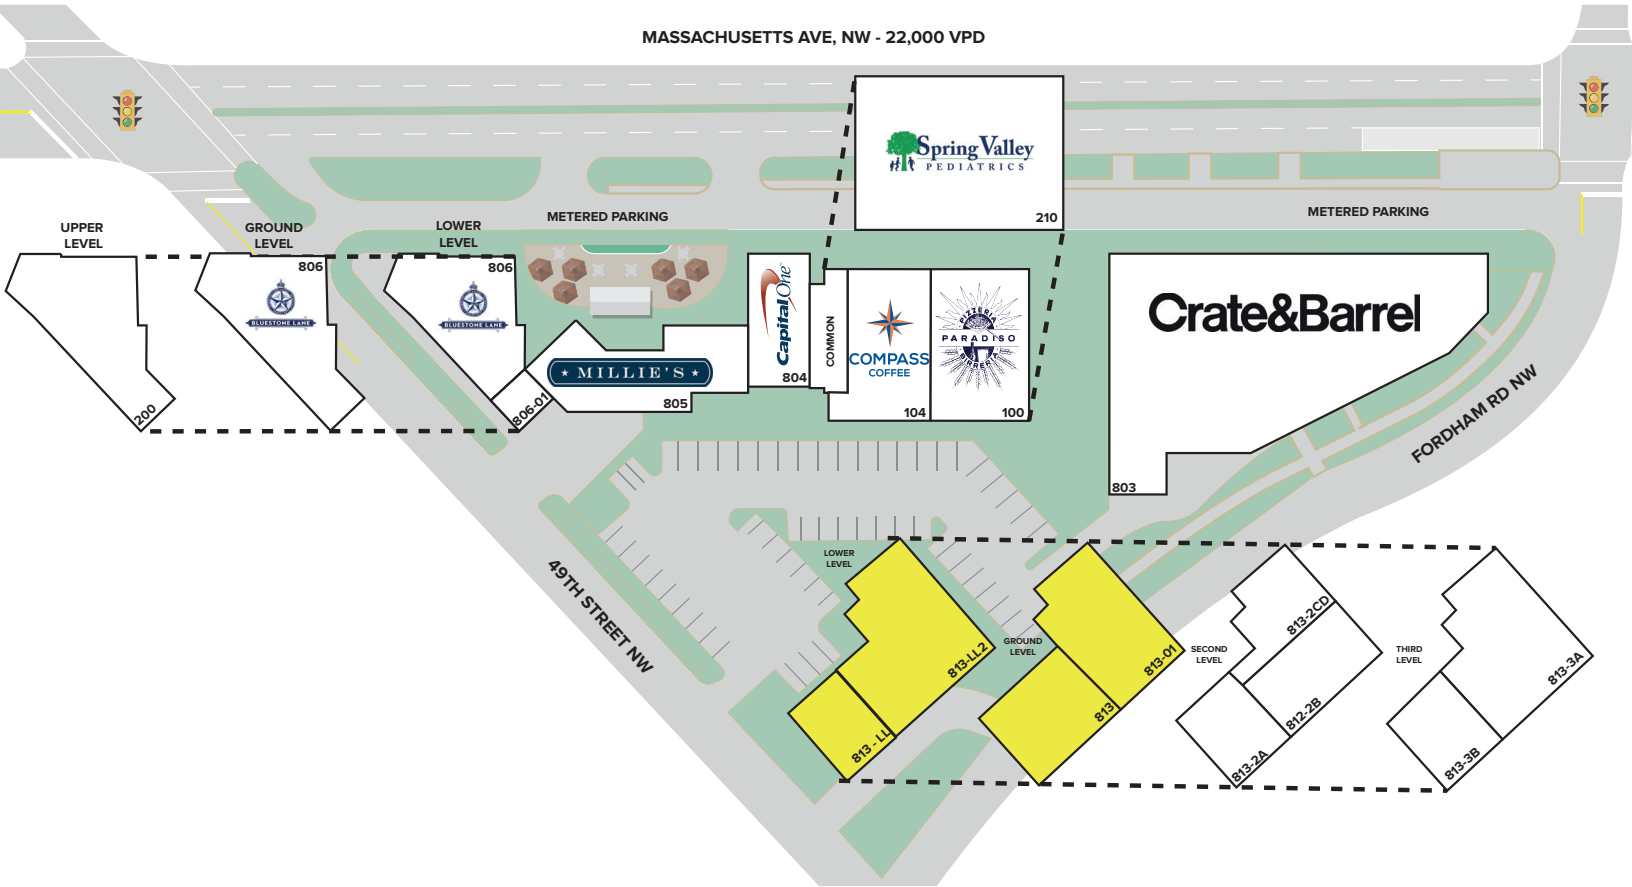 MASSACHUSETTS AVE, NW - 22,000 VPD
Spring Valley
PEDIATRICS
210
METERED PARKING
METERED PARKING
UPPER
LEVEL
GROUND
LEVEL
LOWER
LEVEL
200
806
BLUESTONE LANE
806
BLUESTONE LANE
806-01
MILLIE'S
805
Capital One
804
COMMON
COMPASS
COFFEE
104
PIZZERIA
PARADISO
BIRRERIA
100
Crate&Barrel
803
FORDHAM RD NW
49TH STREET NW
LOWER
LEVEL
813-LL2
813 - LL
GROUND
LEVEL
813-01
813
SECOND
LEVEL
813-2CD
812-2B
813-2A
THIRD
LEVEL
813-3A
813-3B